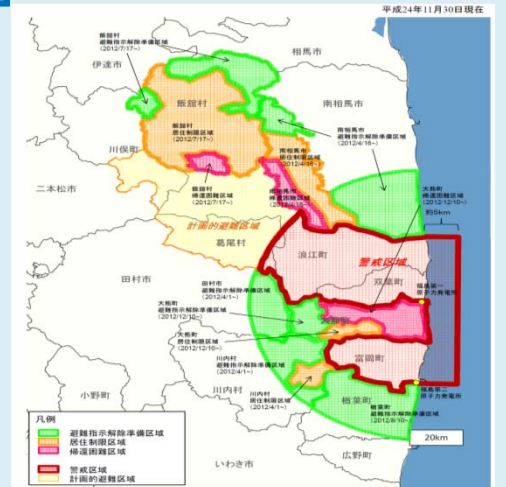 平成24年11月30日現在
飯舘村
避難指示解除準備区域
(2012/7/17~)
相馬市
伊達市
飯舘村
南相馬市
飯舘村
居住制限区域
(2012/7/17~)
南相馬市
避難指示解除準備区域
(2012/4/16~)
川俣町
南相馬市
居住制限区域
(2012/4/16~)
二本松市
飯舘村
帰還困難区域
(2012/7/17~)
南相馬市
帰還困難区域
大熊町
帰還困難区域
(2012/12/10~)
約5km
計画的避難区域
葛尾村
浪江町
警戒区域
双葉町
田村市
田村市
避難指示解除準備区域
(2012/4/1~)
福島第一
原子力発電所
大熊町
避難指示解除準備区域
(2012/12/10~)
大熊町
居住制限区域
(2012/12/10~)
富岡町
川内村
避難指示解除準備区域
(2012/4/1~)
川内村
小野町
川内村
居住制限区域
(2012/4/1~)
楢葉町
福島第二
原子力発電所
楢葉町
避難指示解除準備区域
(2012/8/10~)
20km
広野町
いわき市
凡例
避難指示解除準備区域
居住制限区域
帰還困難区域
警戒区域
計画的避難区域